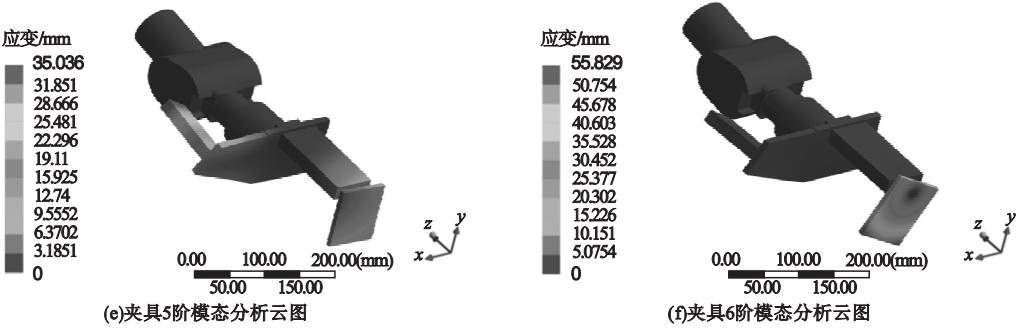 应变/mm
35.036
31.851
28.666
25.481
22.296
19.11
15.925
12.74
9.5552
6.3702
3.1851
0
z y
x
0.00 100.00 200.00(mm)
50.00 150.00
(e)夹具5阶模态分析云图
应变/mm
55.829
50.754
45.678
40.603
35.528
30.452
25.377
20.302
15.226
10.151
5.0754
0
z y
x
0.00 100.00 200.00(mm)
50.00 150.00
(f)夹具6阶模态分析云图